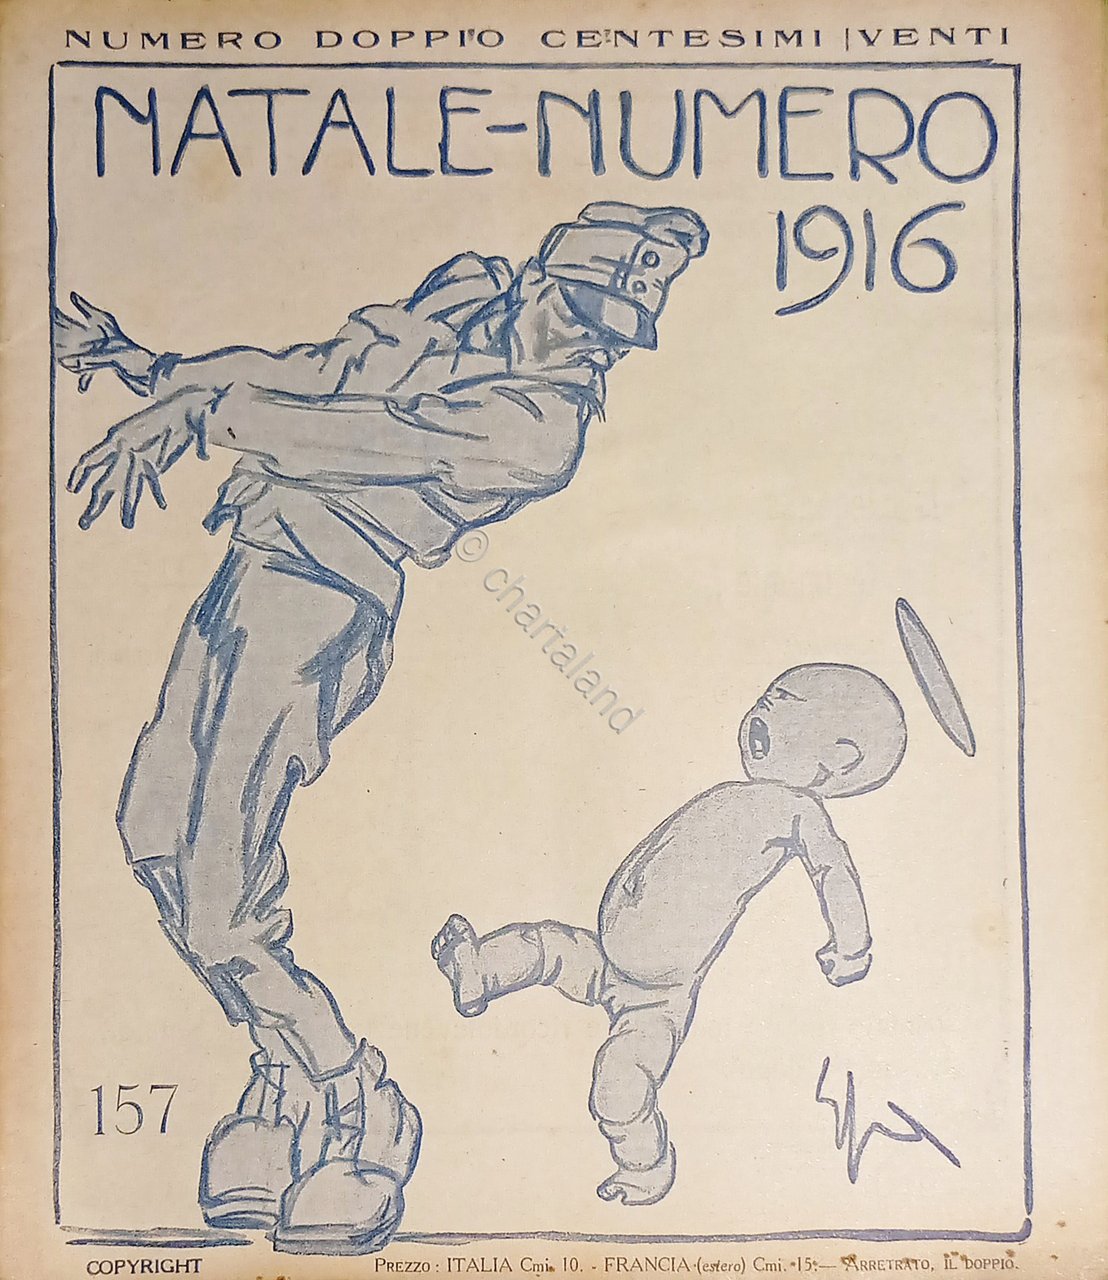 NUMERO DOPPIO CENTESIMI VENTI
NATALE-NUMERO
1916
© chartaland
157
COPYRIGHT
PREZZO: ITALIA Cmi. 10. - FRANCIA (estero) Cmi. 15. — ARRETRATO, IL DOPPIO.